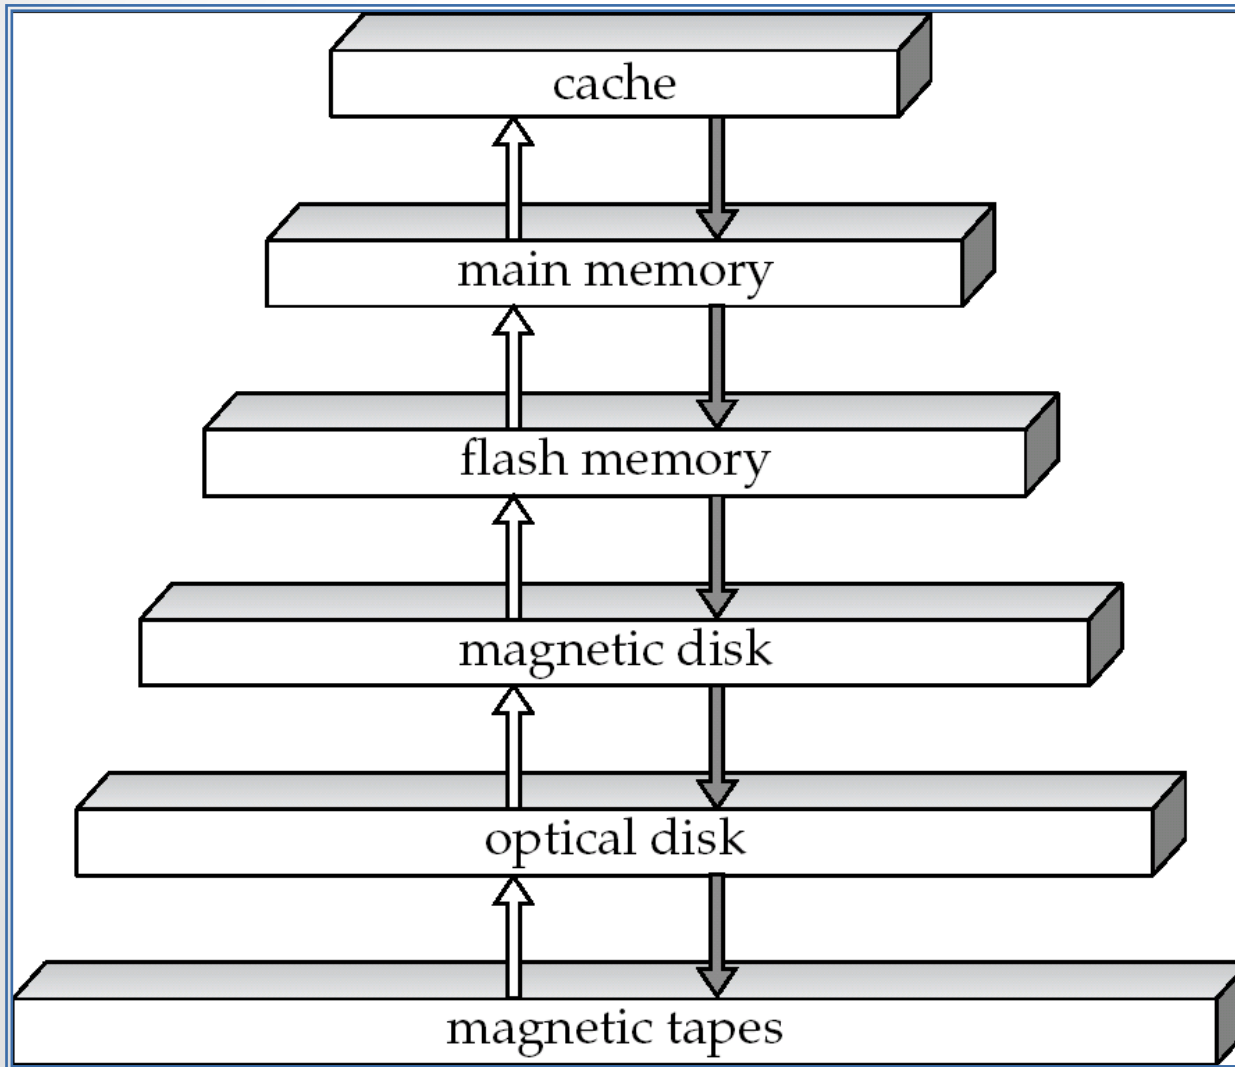 cache
main memory
flash memory
magnetic disk
optical disk
magnetic tapes